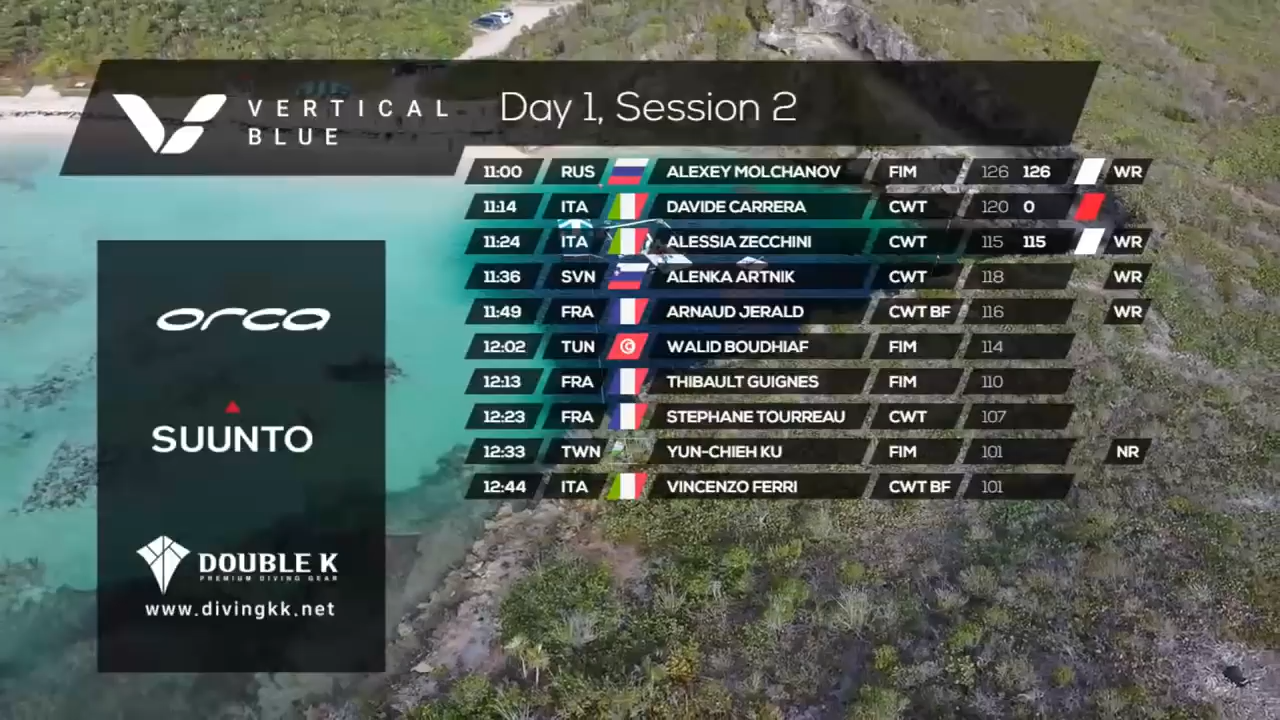 VERTICAL
BLUE
Day 1, Session 2
11:00 RUS ALEXEY MOLCHANOV FIM 126 126 WR
11:14 ITA DAVIDE CARRERA CWT 120 0
11:24 ITA ALESSIA ZECCHINI CWT 115 115 WR
11:36 SVN ALENKA ARTNIK CWT 118 WR
11:49 FRA ARNAUD JERALD CWT BF 116 WR
12:02 TUN WALID BOUDHIAF FIM 114
12:13 FRA THIBAULT GUIGNES FIM 110
12:23 FRA STEPHANE TOURREAU CWT 107
12:33 TWN YUN-CHIEH KU FIM 101 NR
12:44 ITA VINCENZO FERRI CWT BF 101
orca
SUUNTO
DOUBLE K
PREMIUM DIVING GEAR
www.divingkk.net